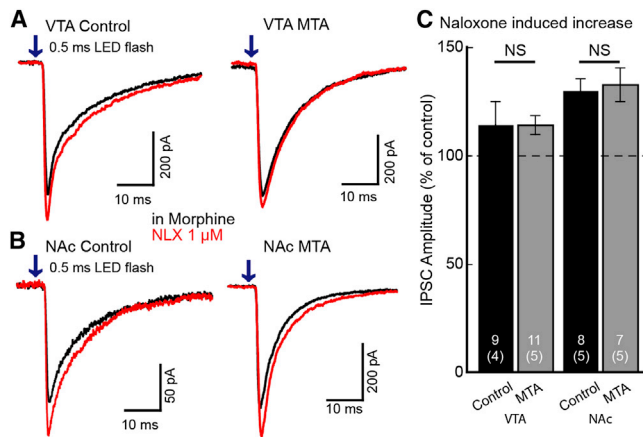 A
VTA Control
0.5 ms LED flash
VTA MTA
200 pA
10 ms
200 pA
10 ms
in Morphine
NLX 1 µM
B
NAc Control
0.5 ms LED flash
NAc MTA
50 pA
10 ms
200 pA
10 ms
C Naloxone induced increase
IPSC Amplitude (% of control)
150
100
50
0
NS
NS
9
(4)
11
(5)
8
(5)
7
(5)
Control
MTA
Control
MTA
VTA
NAc